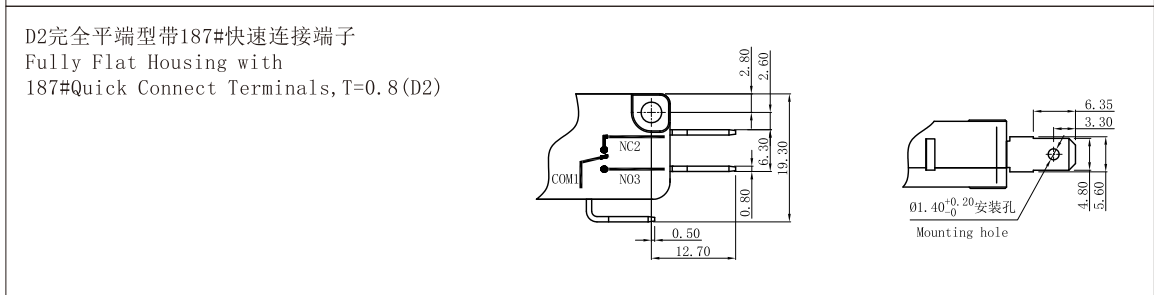 D2完全平端型带187#快速连接端子
Fully Flat Housing with
187#Quick Connect Terminals,T=0.8(D2)
2.80
2.60
NC2
COM1
NO3
6.30
19.30
0.80
0.50
12.70
6.35
3.30
4.80
5.60
Ø1.40+0.20 -0 安装孔
Mounting hole